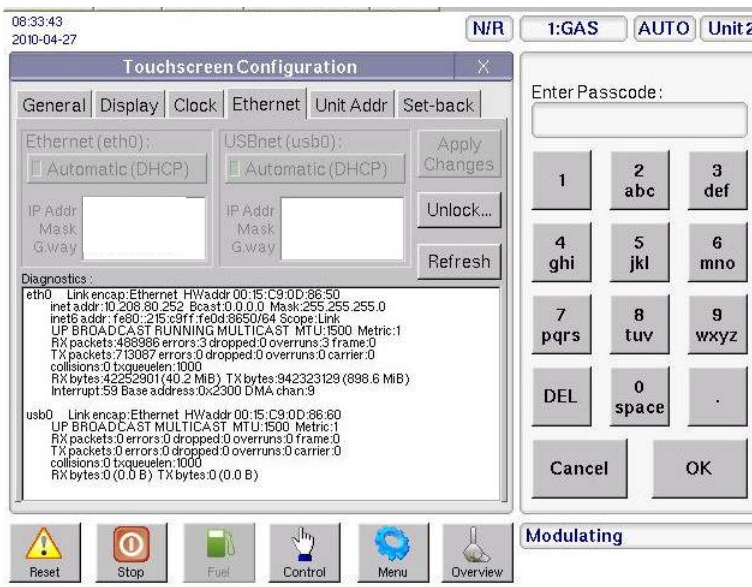 08:33:43
2010-04-27
N/R
1:GAS
AUTO
Unit2
Touchscreen Configuration X
General Display Clock Ethernet Unit Addr Set-back
Ethernet (eth0):
Automatic (DHCP)
IP Addr
Mask
G.way
USBnet (usb0):
Automatic (DHCP)
IP Addr
Mask
G.way
Apply
Changes
Unlock...
Refresh
Diagnostics:
eth0 Link encap:Ethernet HWaddr 00:15:C9:0D:86:50
inet addr:10.208.80.252 Bcast:0.0.0.0 Mask:255.255.255.0
inet6 addr: fe80::215:c9ff:fe0d:8650/64 Scope:Link
UP BROADCAST RUNNING MULTICAST MTU:1500 Metric:1
RX packets:488986 errors:3 dropped:0 overruns:3 frame:0
TX packets:713087 errors:0 dropped:0 overruns:0 carrier:0
collisions:0 txqueuelen:1000
RX bytes:42252901 (40.2 MiB) TX bytes:942323129 (898.6 MiB)
Interrupt:59 Base address:0x2300 DMA chan:9
usb0 Link encap:Ethernet HWaddr 00:15:C9:0D:86:60
UP BROADCAST MULTICAST MTU:1500 Metric:1
RX packets:0 errors:0 dropped:0 overruns:0 frame:0
TX packets:0 errors:0 dropped:0 overruns:0 carrier:0
collisions:0 txqueuelen:1000
RX bytes:0 (0.0 B) TX bytes:0 (0.0 B)
Enter Passcode:
1
2
abc
3
def
4
ghi
5
jkl
6
mno
7
pqrs
8
tuv
9
wxyz
DEL
0
space
.
Cancel
OK
Reset
Stop
Fuel
Control
Menu
Overview
Modulating